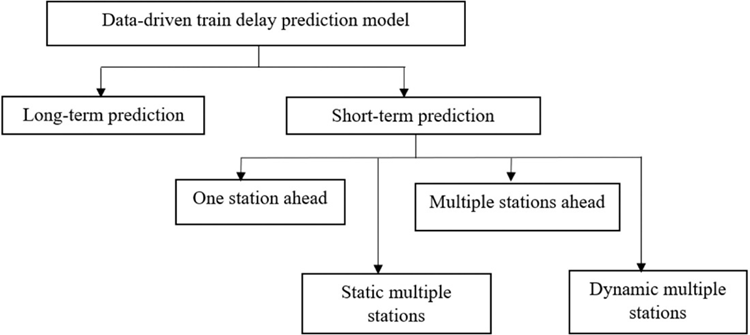 Data-driven train delay prediction model
Long-term prediction
Short-term prediction
One station ahead
Multiple stations ahead
Static multiple
stations
Dynamic multiple
stations